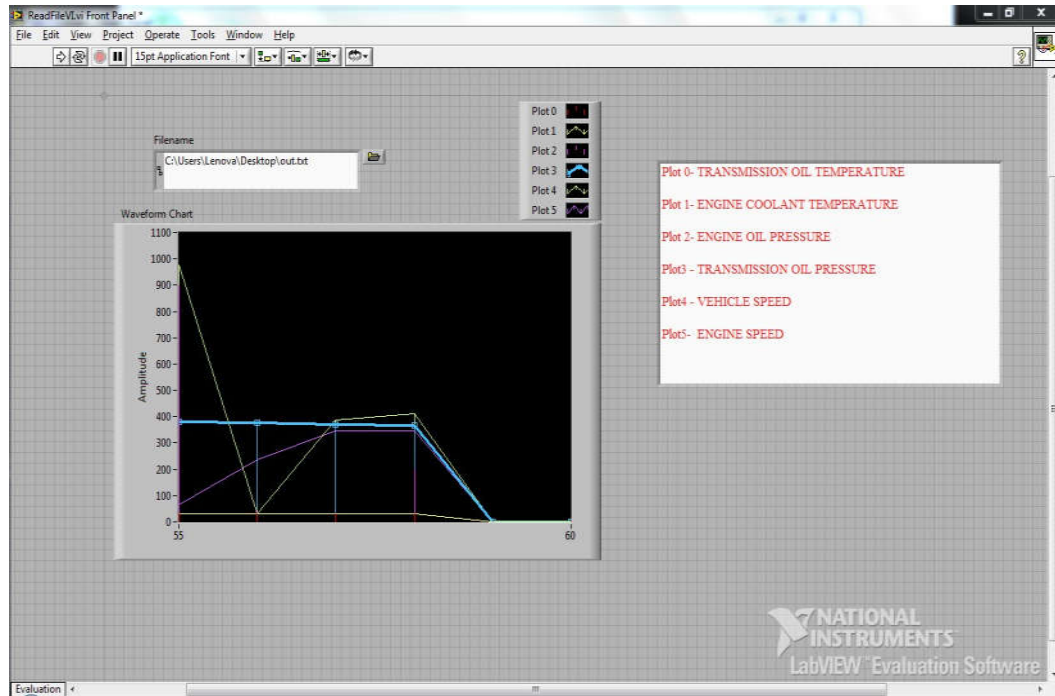 ReadFileVI.vi Front Panel *
File Edit View Project Operate Tools Window Help
15pt Application Font
Plot 0
Plot 1
Plot 2
Plot 3
Plot 4
Plot 5
Filename
C:\Users\Lenova\Desktop\out.txt
Plot 0- TRANSMISSION OIL TEMPERATURE
Plot 1- ENGINE COOLANT TEMPERATURE
Plot 2- ENGINE OIL PRESSURE
Plot3 - TRANSMISSION OIL PRESSURE
Plot4 - VEHICLE SPEED
Plot5- ENGINE SPEED
Waveform Chart
1100
1000
900
800
700
600
500
400
300
200
100
0
Amplitude
55
60
NATIONAL
INSTRUMENTS
LabVIEW™ Evaluation Software
Evaluation